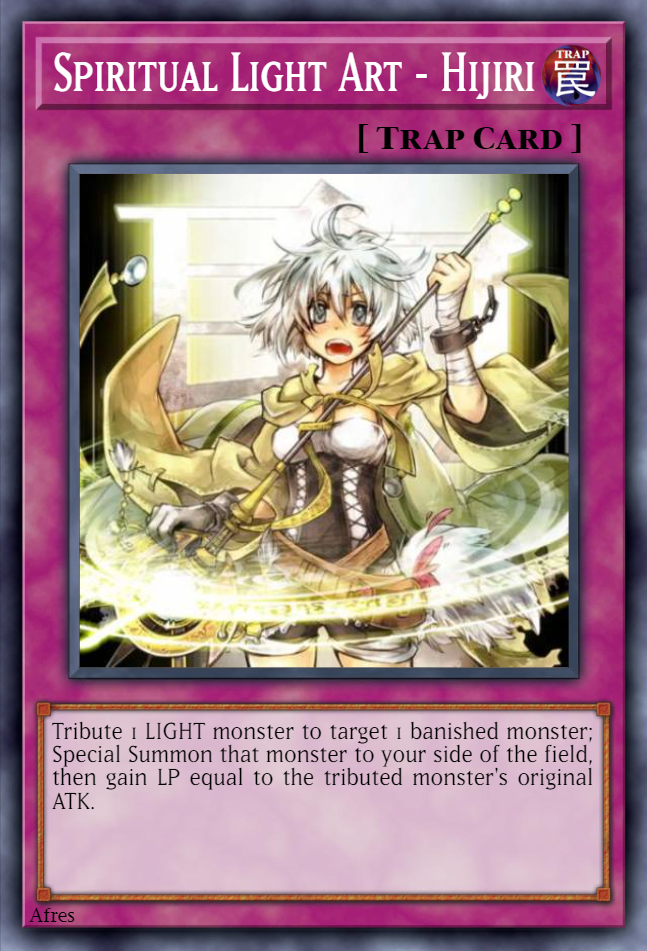 Spiritual Light Art - Hijiri
TRAP
罠
[ Trap Card ]
Tribute 1 LIGHT monster to target 1 banished monster;
Special Summon that monster to your side of the field,
then gain LP equal to the tributed monster's original
ATK.
Afres